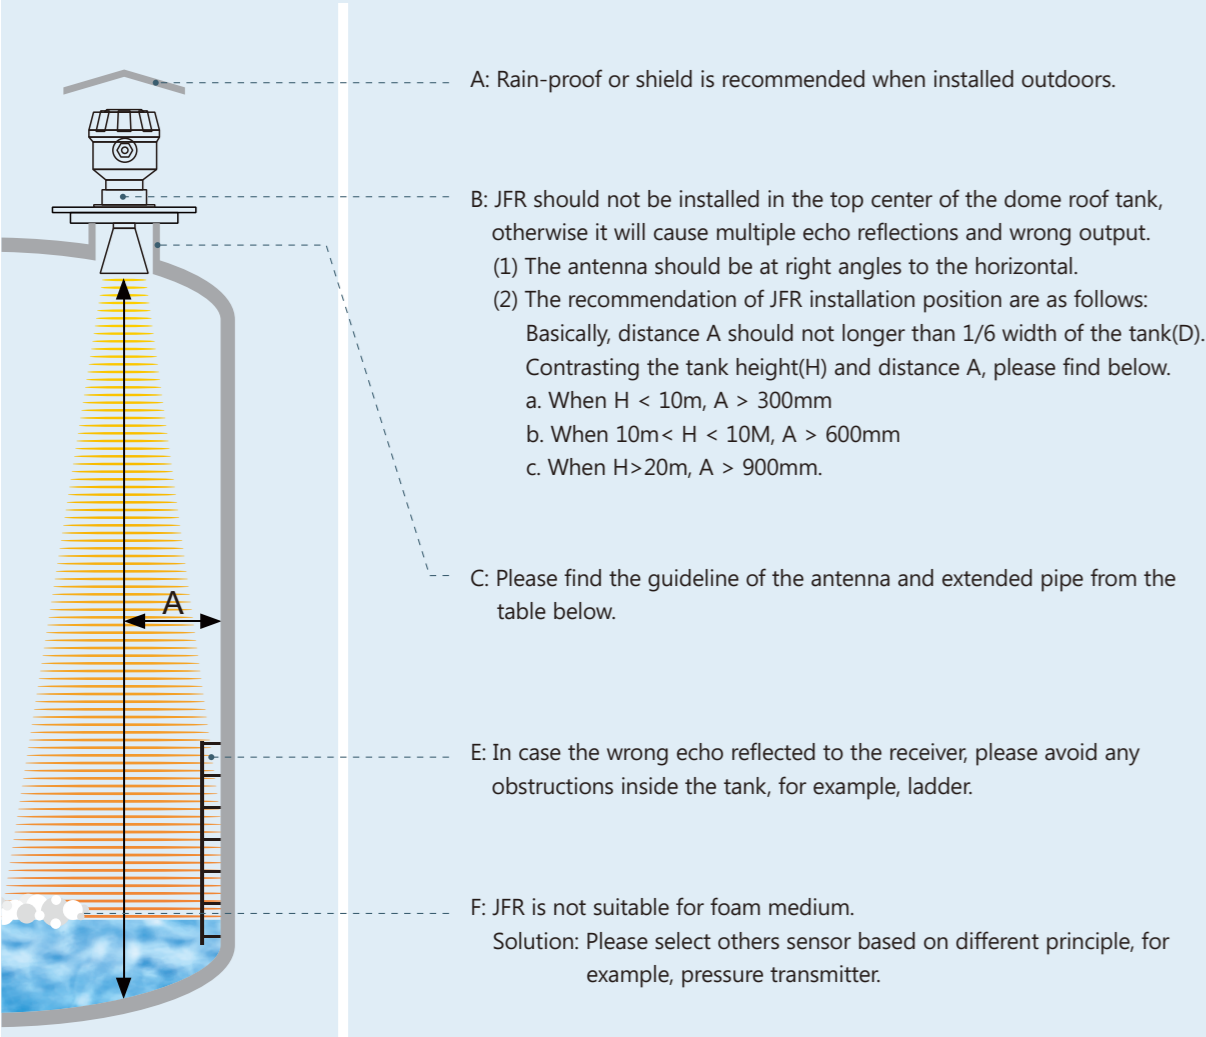 A: Rain-proof or shield is recommended when installed outdoors.
B: JFR should not be installed in the top center of the dome roof tank,
otherwise it will cause multiple echo reflections and wrong output.
(1) The antenna should be at right angles to the horizontal.
(2) The recommendation of JFR installation position are as follows:
Basically, distance A should not longer than 1/6 width of the tank(D).
Contrasting the tank height(H) and distance A, please find below.
a. When H < 10m, A > 300mm
b. When 10m< H < 10M, A > 600mm
c. When H>20m, A > 900mm.
C: Please find the guideline of the antenna and extended pipe from the
table below.
A
E: In case the wrong echo reflected to the receiver, please avoid any
obstructions inside the tank, for example, ladder.
F: JFR is not suitable for foam medium.
Solution: Please select others sensor based on different principle, for
example, pressure transmitter.